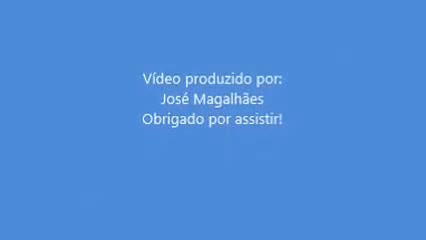 Vídeo produzido por:
José Magalhães
Obrigado por assistir!